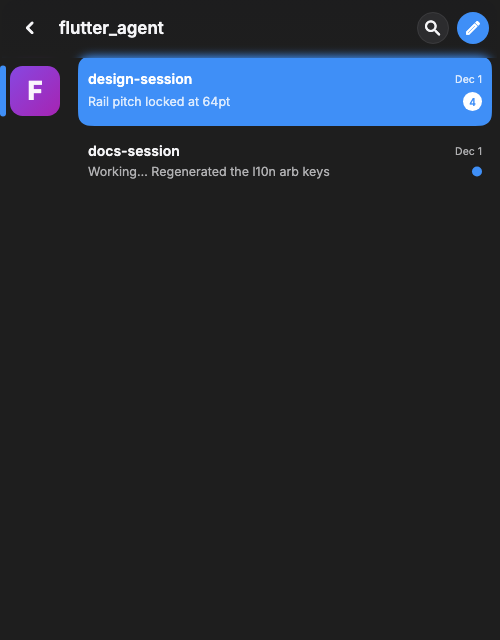 flutter_agent
F
design-session
Dec 1
Rail pitch locked at 64pt
4
docs-session
Dec 1
Working... Regenerated the l10n arb keys